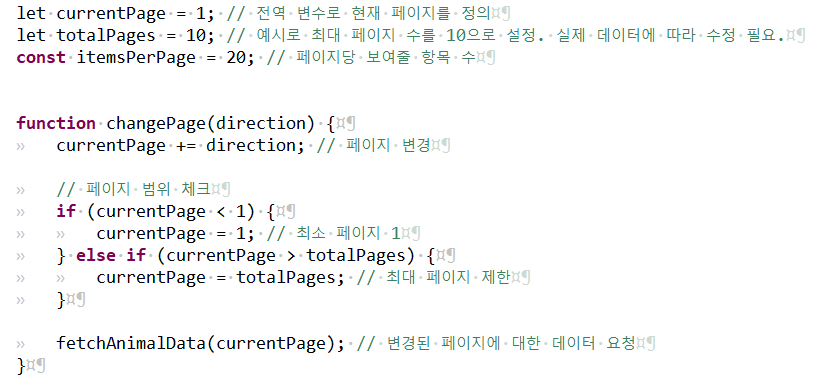 let currentPage = 1; // 전역 변수로 현재 페이지를 정의
let totalPages = 10; // 예시로 최대 페이지 수를 10으로 설정. 실제 데이터에 따라 수정 필요.
const itemsPerPage = 20; // 페이지당 보여줄 항목 수
function changePage(direction) {
currentPage += direction; // 페이지 변경
// 페이지 범위 체크
if (currentPage < 1) {
currentPage = 1; // 최소 페이지 1
} else if (currentPage > totalPages) {
currentPage = totalPages; // 최대 페이지 제한
}
fetchAnimalData(currentPage); // 변경된 페이지에 대한 데이터 요청
}